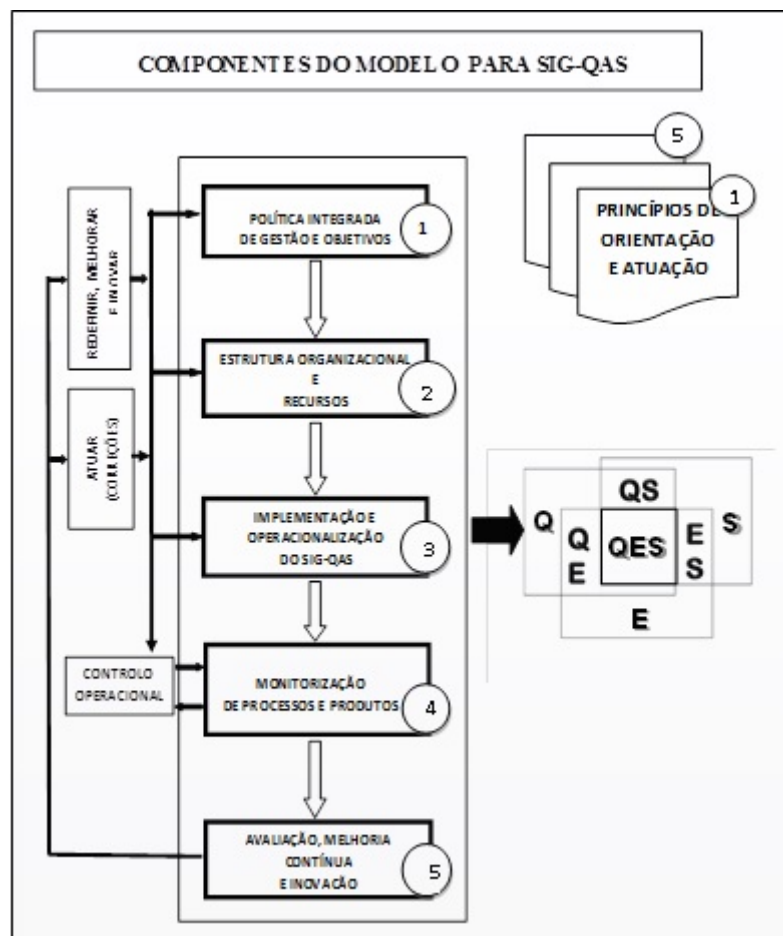 COMPONENTES DO MODELO PARA SIG-QAS
5
1
PRINCÍPIOS DE
ORIENTAÇÃO
E ATUAÇÃO
REDEFINIR, MELHORAR
E INOVAR
ATUAR
(CORREÇÕES)
CONTROLO
OPERACIONAL
POLÍTICA INTEGRADA
DE GESTÃO E OBJETIVOS
1
ESTRUTURA ORGANIZACIONAL
E
RECURSOS
2
IMPLEMENTAÇÃO E
OPERACIONALIZAÇÃO
DO SIG-QAS
3
MONITORIZAÇÃO
DE PROCESSOS E PRODUTOS
4
AVALIAÇÃO, MELHORIA
CONTÍNUA
E INOVAÇÃO
5
QS
Q
S
Q
E
QES
E
S
E